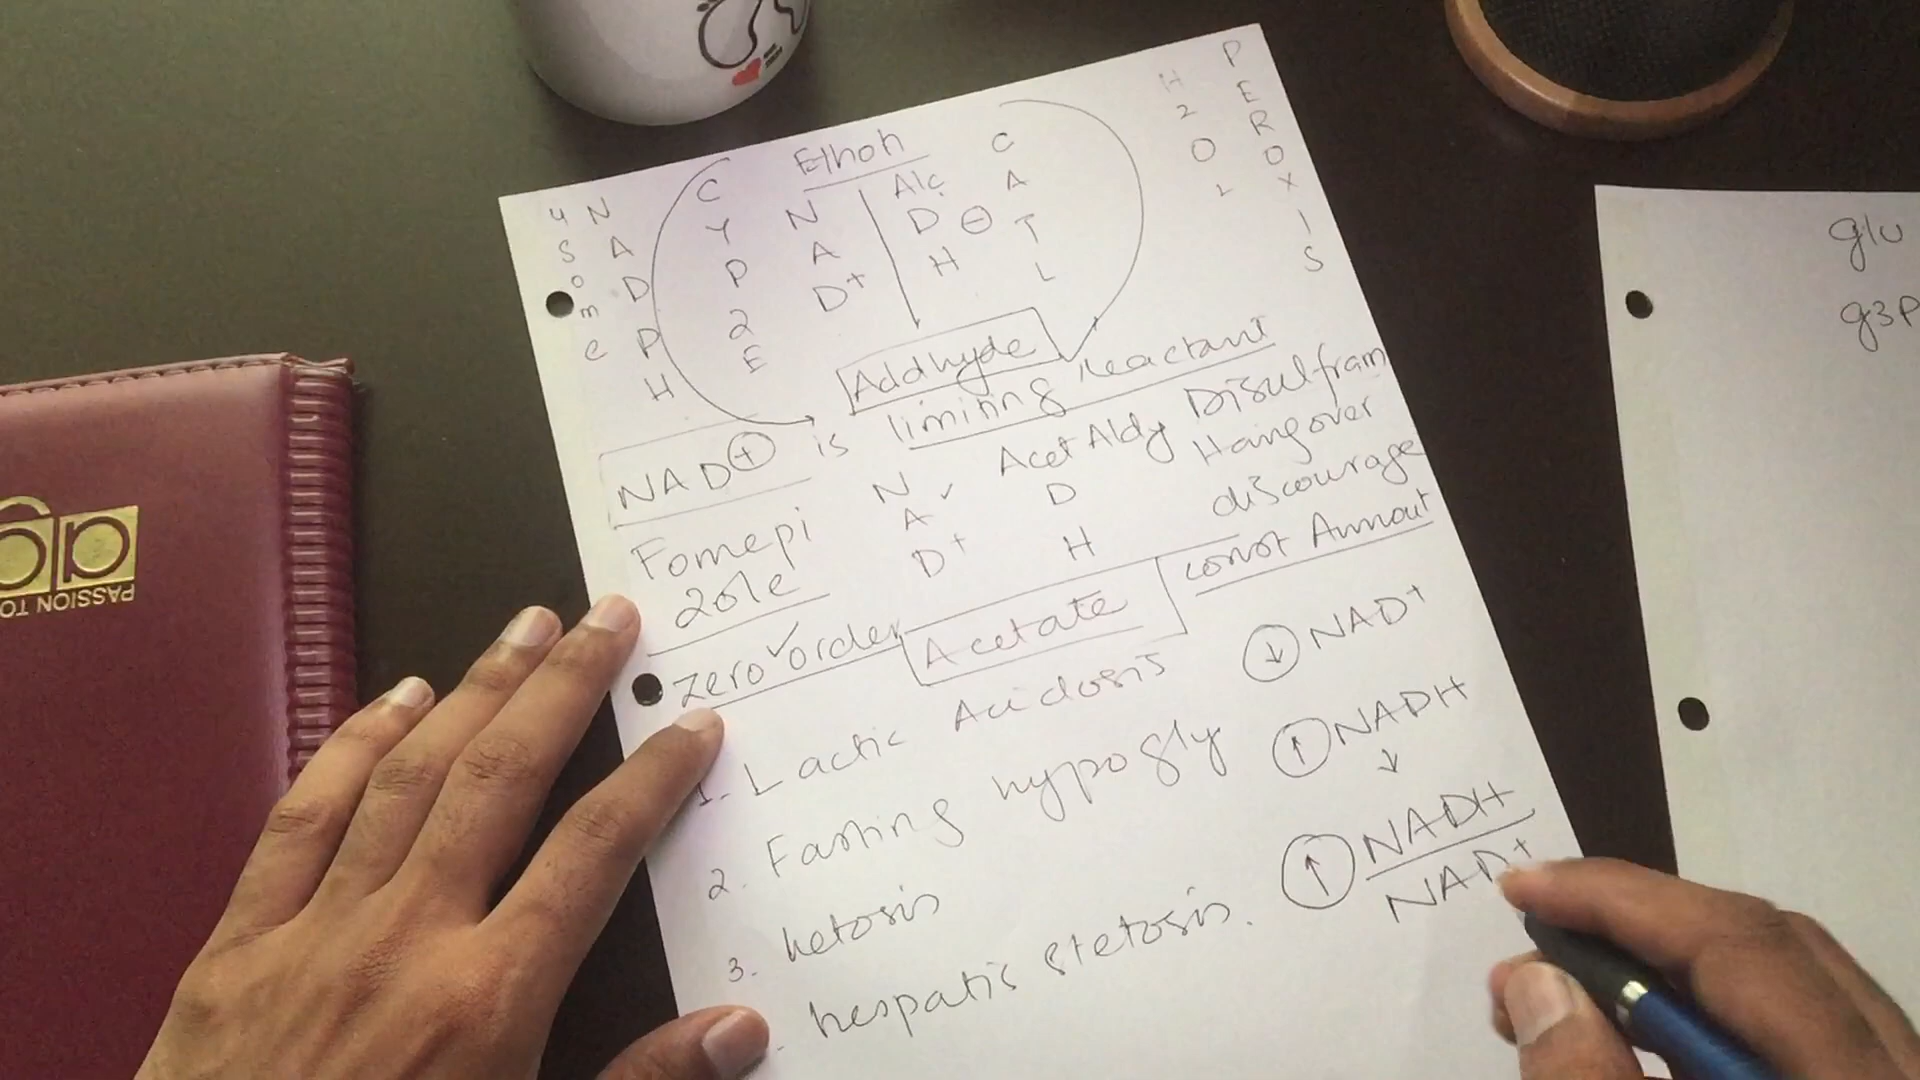 Ethoh
Alc
D
H
N
A
D+
C
Y
P
2
E
C
A
T
L
N
A
D
P
H
4
S
o
m
e
H
2
O
2
P
E
R
O
X
I
S
Aldhyde
NAD+ is limiting reactant
Fomepi
zole
N
A
D+
Acet Aldy
D
H
Disulfram
Hangover
discourage
const Amnout
Zero order
Acetate
1. Lactic Acidosis
2. Fasting hypogly
3. ketosis
hespatic stetosis.
↓ NAD+
↑ NADH
↓
↑ NADH
NAD+
glu
g3P
PASSION TO